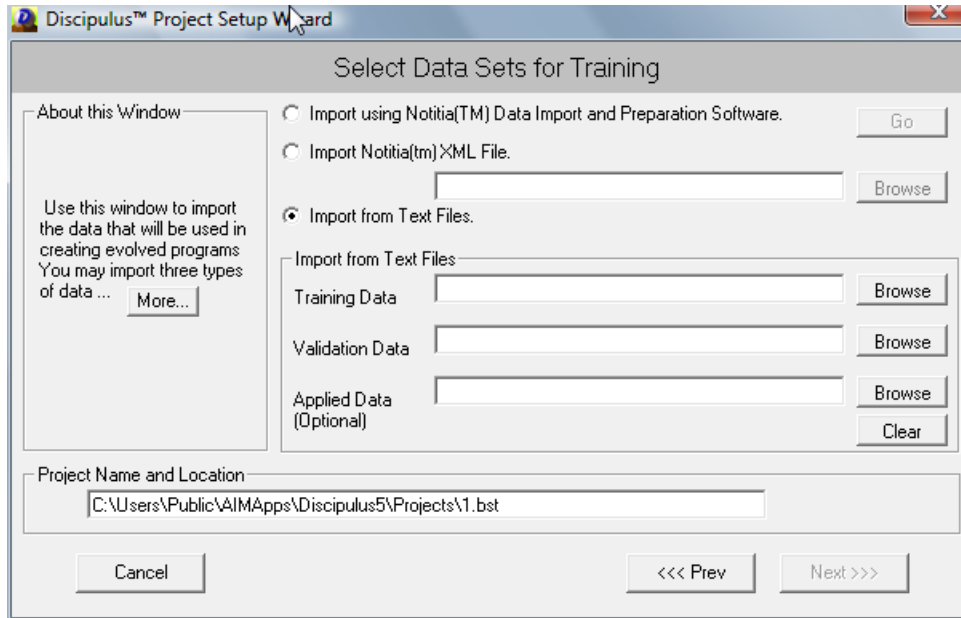 Discipulus™ Project Setup Wizard
Select Data Sets for Training
About this Window
Use this window to import
the data that will be used in
creating evolved programs
You may import three types
of data ...
More...
Import using Notitia(TM) Data Import and Preparation Software.
Go
Import Notitia(tm) XML File.
Browse
Import from Text Files.
Import from Text Files
Training Data
Browse
Validation Data
Browse
Applied Data
(Optional)
Browse
Clear
Project Name and Location
C:\Users\Public\AIMApps\Discipulus5\Projects\1.bst
Cancel
<<< Prev
Next >>>